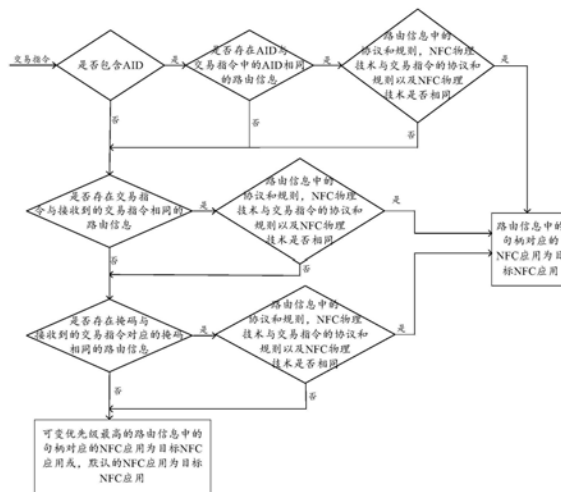 交易指令
是否包含AID
是
是否存在AID与
交易指令中的AID相同
的路由信息
是
路由信息中的
协议和规则,NFC物理
技术与交易指令的协议和
规则以及NFC物理
技术是否相同
是
否
否
否
是否存在交易指
令与接收到的交易指令相同的
路由信息
是
路由信息中的
协议和规则,NFC物理
技术与交易指令的协议和
规则以及NFC物理
技术是否相同
是
路由信息中的
句柄对应的
NFC应用为目
标NFC应用
否
否
是否存在掩码与
接收到的交易指令对应的掩码
相同的路由信息
是
路由信息中的
协议和规则,NFC物理
技术与交易指令的协议和
规则以及NFC物理
技术是否相同
是
否
否
可变优先级最高的路由信息中的
句柄对应的NFC应用为目标NFC
应用或,默认的NFC应用为目标
NFC应用